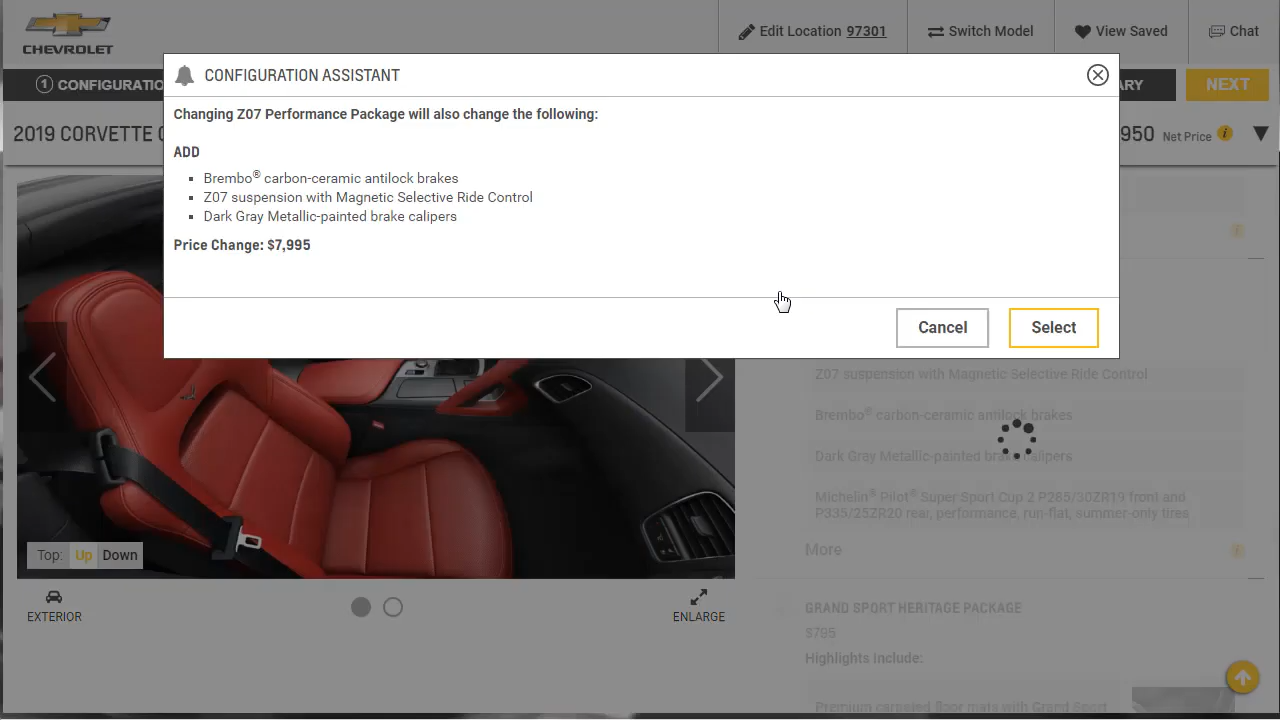 CHEVROLET
Edit Location 97301
Switch Model
View Saved
Chat
1 CONFIGURATIO
ARY
NEXT
CONFIGURATION ASSISTANT
2019 CORVETTE
950 Net Price
Changing Z07 Performance Package will also change the following:
ADD
Brembo® carbon-ceramic antilock brakes
Z07 suspension with Magnetic Selective Ride Control
Dark Gray Metallic-painted brake calipers
Price Change: $7,995
Cancel
Select
Z07 suspension with Magnetic Selective Ride Control
Brembo® carbon-ceramic antilock brakes
Dark Gray Metallic-painted brake calipers
Michelin® Pilot® Super Sport Cup 2 P285/30ZR19 front and
P335/25ZR20 rear, performance, run-flat, summer-only tires
More
Top: Up Down
EXTERIOR
ENLARGE
GRAND SPORT HERITAGE PACKAGE
$795
Highlights Include:
Premium carpeted floor mats with Grand Sport